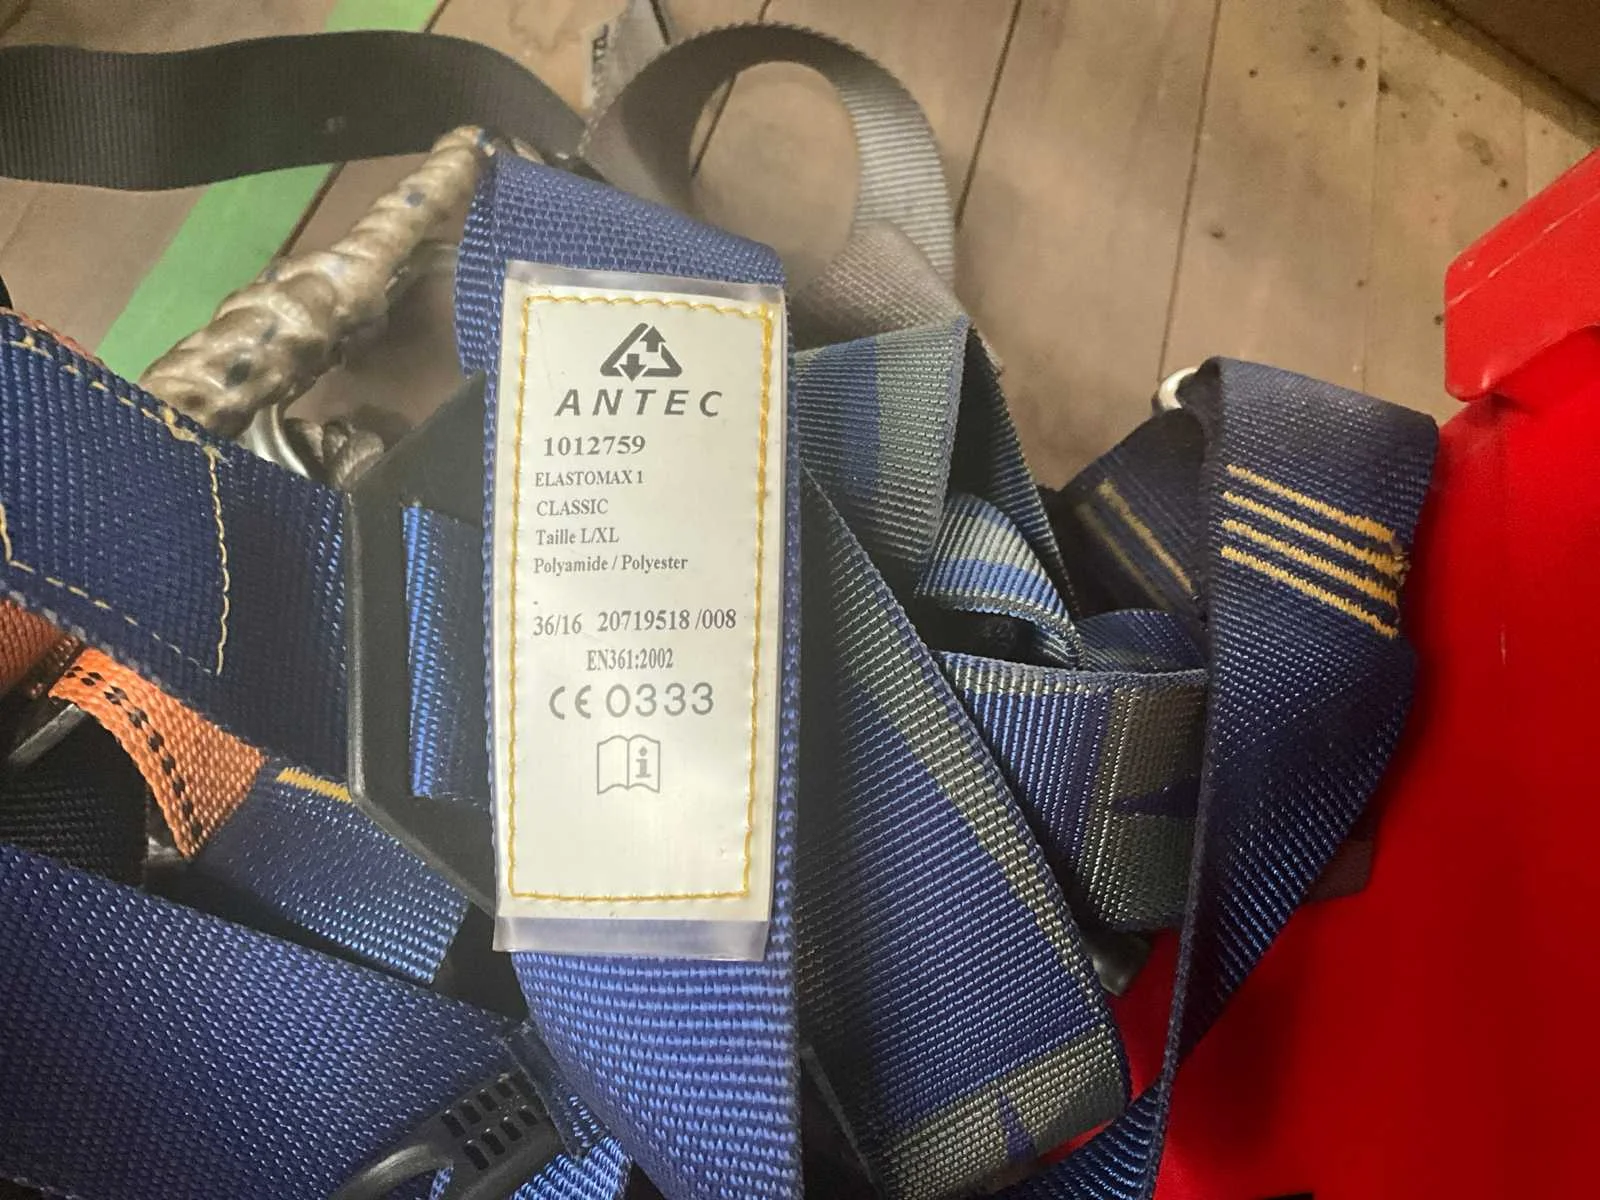 ANTEC
1012759
ELASTOMAX 1
CLASSIC
Taille L/XL
Polyamide / Polyester
36/16 20719518 /008
EN361:2002
CE 0333
i